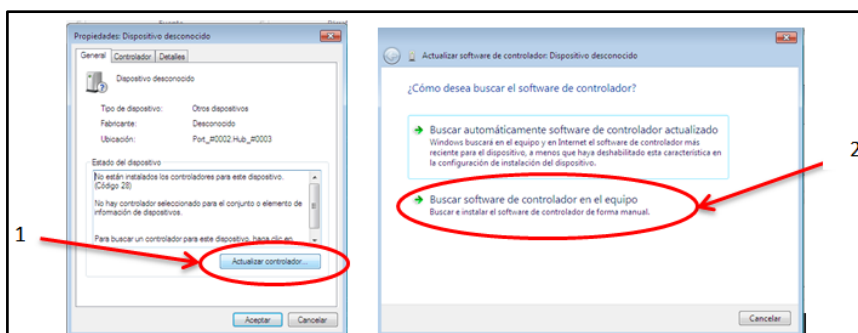 Propiedades: Dispositivo desconocido
General Controlador Detalles
Dispositivo desconocido
Tipo de dispositivo: Otros dispositivos
Fabricante: Desconocido
Ubicación: Port_#0002.Hub_#0003
Estado del dispositivo
No están instalados los controladores para este dispositivo.
(Código 28)
No hay controlador seleccionado para el conjunto o elemento de
información de dispositivos.
Para buscar un controlador para este dispositivo, haga clic en
Actualizar controlador...
Aceptar Cancelar
1
Actualizar software de controlador: Dispositivo desconocido
¿Cómo desea buscar el software de controlador?
Buscar automáticamente software de controlador actualizado
Windows buscará en el equipo y en Internet el software de controlador más
reciente para el dispositivo, a menos que haya deshabilitado esta característica en
la configuración de instalación del dispositivo.
Buscar software de controlador en el equipo
Buscar e instalar el software de controlador de forma manual.
Cancelar
2